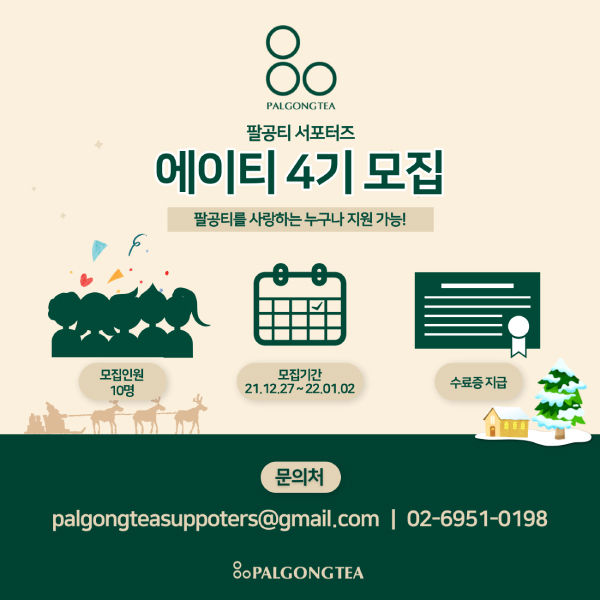 PALGONGTEA
팔공티 서포터즈
에이티 4기 모집
팔공티를 사랑하는 누구나 지원 가능!
모집인원
10명
모집기간
21.12.27 ~ 22.01.02
수료증 지급
문의처
palgongteasuppoters@gmail.com | 02-6951-0198
PALGONGTEA